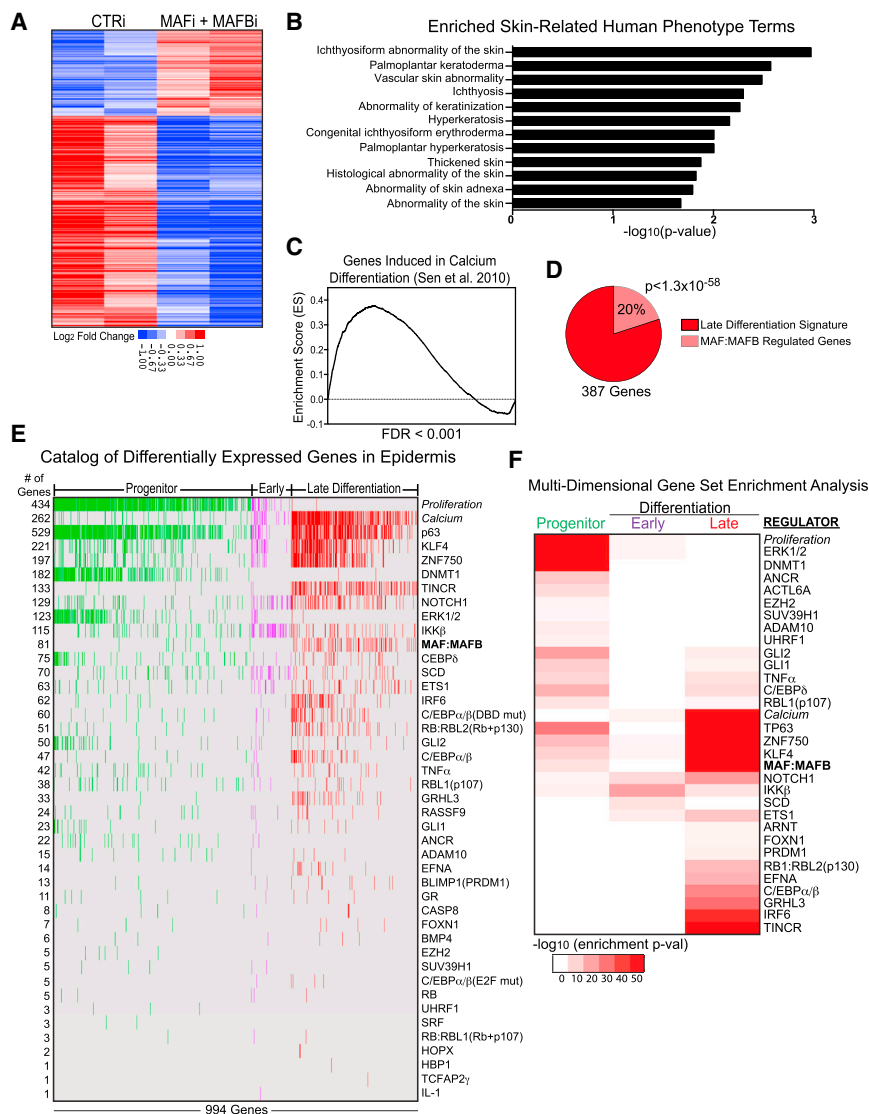 A
CTRi MAFi + MAFBi
Log2 Fold Change
-1.00
-0.67
-0.33
0.00
0.33
0.67
1.00
B
Enriched Skin-Related Human Phenotype Terms
Ichthyosiform abnormality of the skin
Palmoplantar keratoderma
Vascular skin abnormality
Ichthyosis
Abnormality of keratinization
Hyperkeratosis
Congenital ichthyosiform erythroderma
Palmoplantar hyperkeratosis
Thickened skin
Histological abnormality of the skin
Abnormality of skin adnexa
Abnormality of the skin
0 1 2 3
-log10(p-value)
C
Genes Induced in Calcium
Differentiation (Sen et al. 2010)
Enrichment Score (ES)
0.4
0.3
0.2
0.1
0.0
-0.1
FDR < 0.001
D
p<1.3x10-58
20%
387 Genes
Late Differentiation Signature
MAF:MAFB Regulated Genes
E
Catalog of Differentially Expressed Genes in Epidermis
# of
Genes
Progenitor Early Late Differentiation
434 Proliferation
262 Calcium
529 p63
221 KLF4
197 ZNF750
182 DNMT1
133 TINCR
129 NOTCH1
123 ERK1/2
115 IKKβ
81 MAF:MAFB
75 CEBPδ
70 SCD
63 ETS1
62 IRF6
60 C/EBPα/β(DBD mut)
51 RB:RBL2(Rb+p130)
50 GLI2
47 C/EBPα/β
42 TNFα
38 RBL1(p107)
33 GRHL3
24 RASSF9
23 GLI1
22 ANCR
15 ADAM10
14 EFNA
13 BLIMP1(PRDM1)
11 GR
8 CASP8
7 FOXN1
6 BMP4
5 EZH2
5 SUV39H1
5 C/EBPα/β(E2F mut)
5 RB
3 UHRF1
3 SRF
3 RB:RBL1(Rb+p107)
2 HOPX
1 HBP1
1 TCFAP2γ
1 IL-1
994 Genes
F
Multi-Dimensional Gene Set Enrichment Analysis
Differentiation
Progenitor Early Late REGULATOR
Proliferation
ERK1/2
DNMT1
ANCR
ACTL6A
EZH2
SUV39H1
ADAM10
UHRF1
GLI2
GLI1
TNFα
C/EBPδ
RBL1(p107)
Calcium
TP63
ZNF750
KLF4
MAF:MAFB
NOTCH1
IKKβ
SCD
ETS1
ARNT
FOXN1
PRDM1
RB1:RBL2(p130)
EFNA
C/EBPα/β
GRHL3
IRF6
TINCR
-log10 (enrichment p-val)
0 10 20 30 40 50